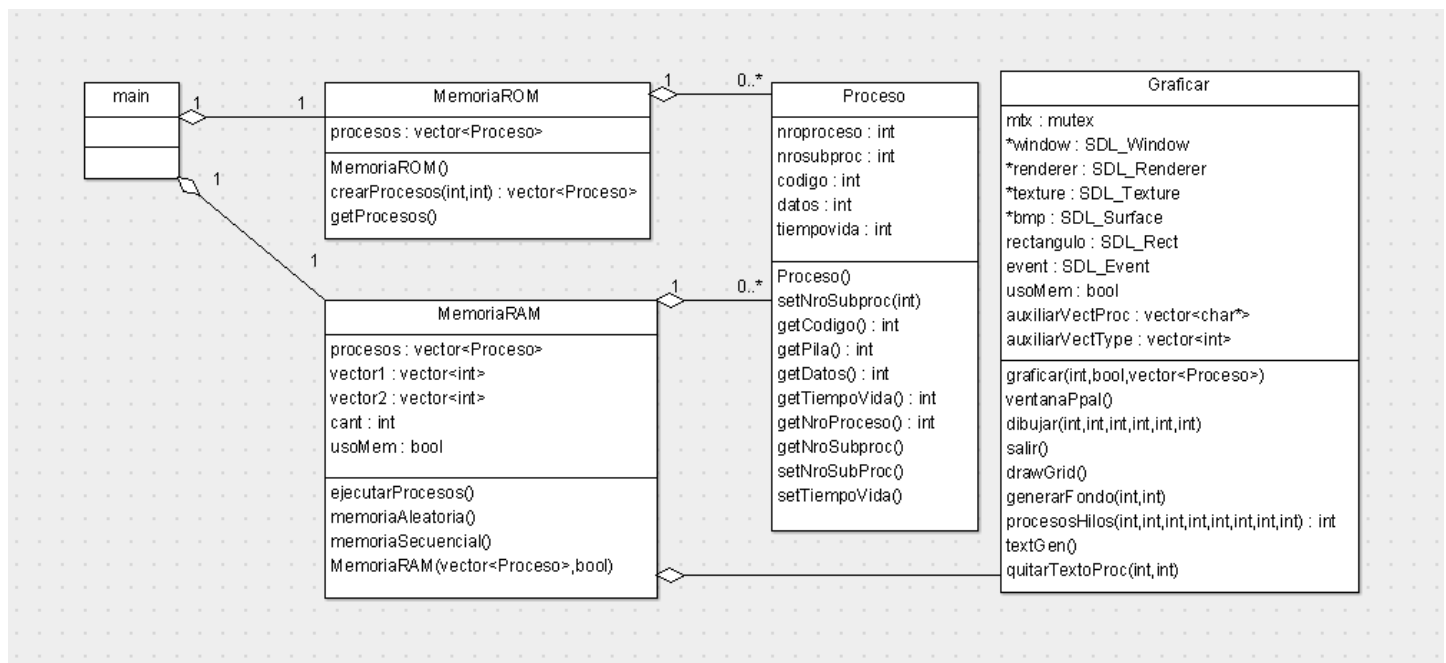 main
1
1
1
1
MemoriaROM
procesos : vector<Proceso>
MemoriaROM()
crearProcesos(int,int) : vector<Proceso>
getProcesos()
1
0..*
MemoriaRAM
procesos : vector<Proceso>
vector1 : vector<int>
vector2 : vector<int>
cant : int
usoMem : bool
ejecutarProcesos()
memoriaAleatoria()
memoriaSecuencial()
MemoriaRAM(vector<Proceso>,bool)
1
0..*
Proceso
nroproceso : int
nrosubproc : int
codigo : int
datos : int
tiempovida : int
Proceso()
setNroSubproc(int)
getCodigo() : int
getPila() : int
getDatos() : int
getTiempoVida() : int
getNroProceso() : int
getNroSubproc()
setNroSubProc()
setTiempoVida()
Graficar
mtx : mutex
*window : SDL_Window
*renderer : SDL_Renderer
*texture : SDL_Texture
*bmp : SDL_Surface
rectangulo : SDL_Rect
event : SDL_Event
usoMem : bool
auxiliarVectProc : vector<char*>
auxiliarVectType : vector<int>
graficar(int,bool,vector<Proceso>)
ventanaPpal()
dibujar(int,int,int,int,int,int)
salir()
drawGrid()
generarFondo(int,int)
procesosHilos(int,int,int,int,int,int,int,int) : int
textGen()
quitarTextoProc(int,int)